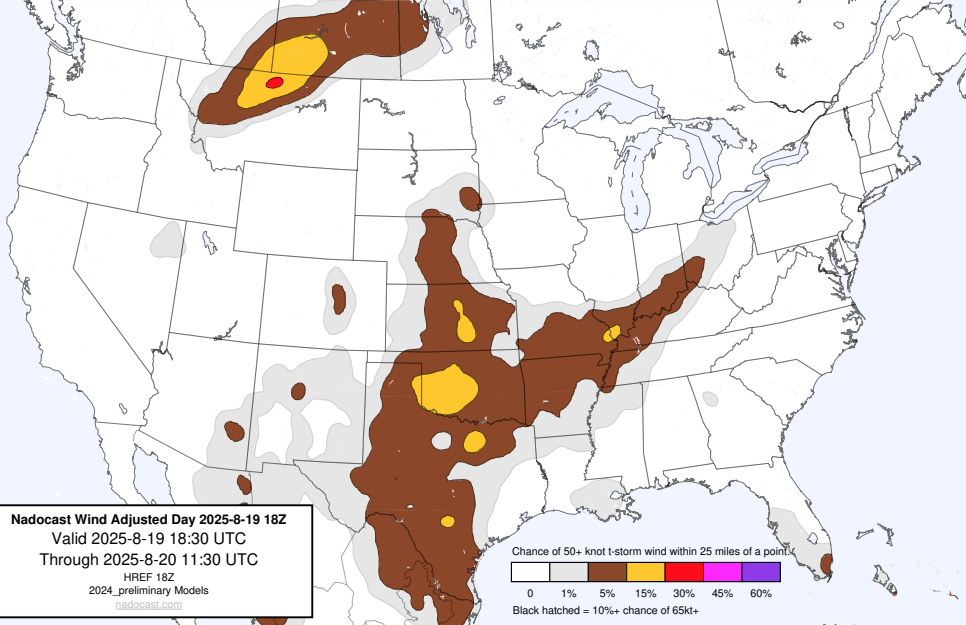 Nadocast Wind Adjusted Day 2025-8-19 18Z
Valid 2025-8-19 18:30 UTC
Through 2025-8-20 11:30 UTC
HREF 18Z
2024_preliminary Models
nadocast.com
Chance of 50+ knot t-storm wind within 25 miles of a point.
0 1% 5% 15% 30% 45% 60%
Black hatched = 10%+ chance of 65kt+